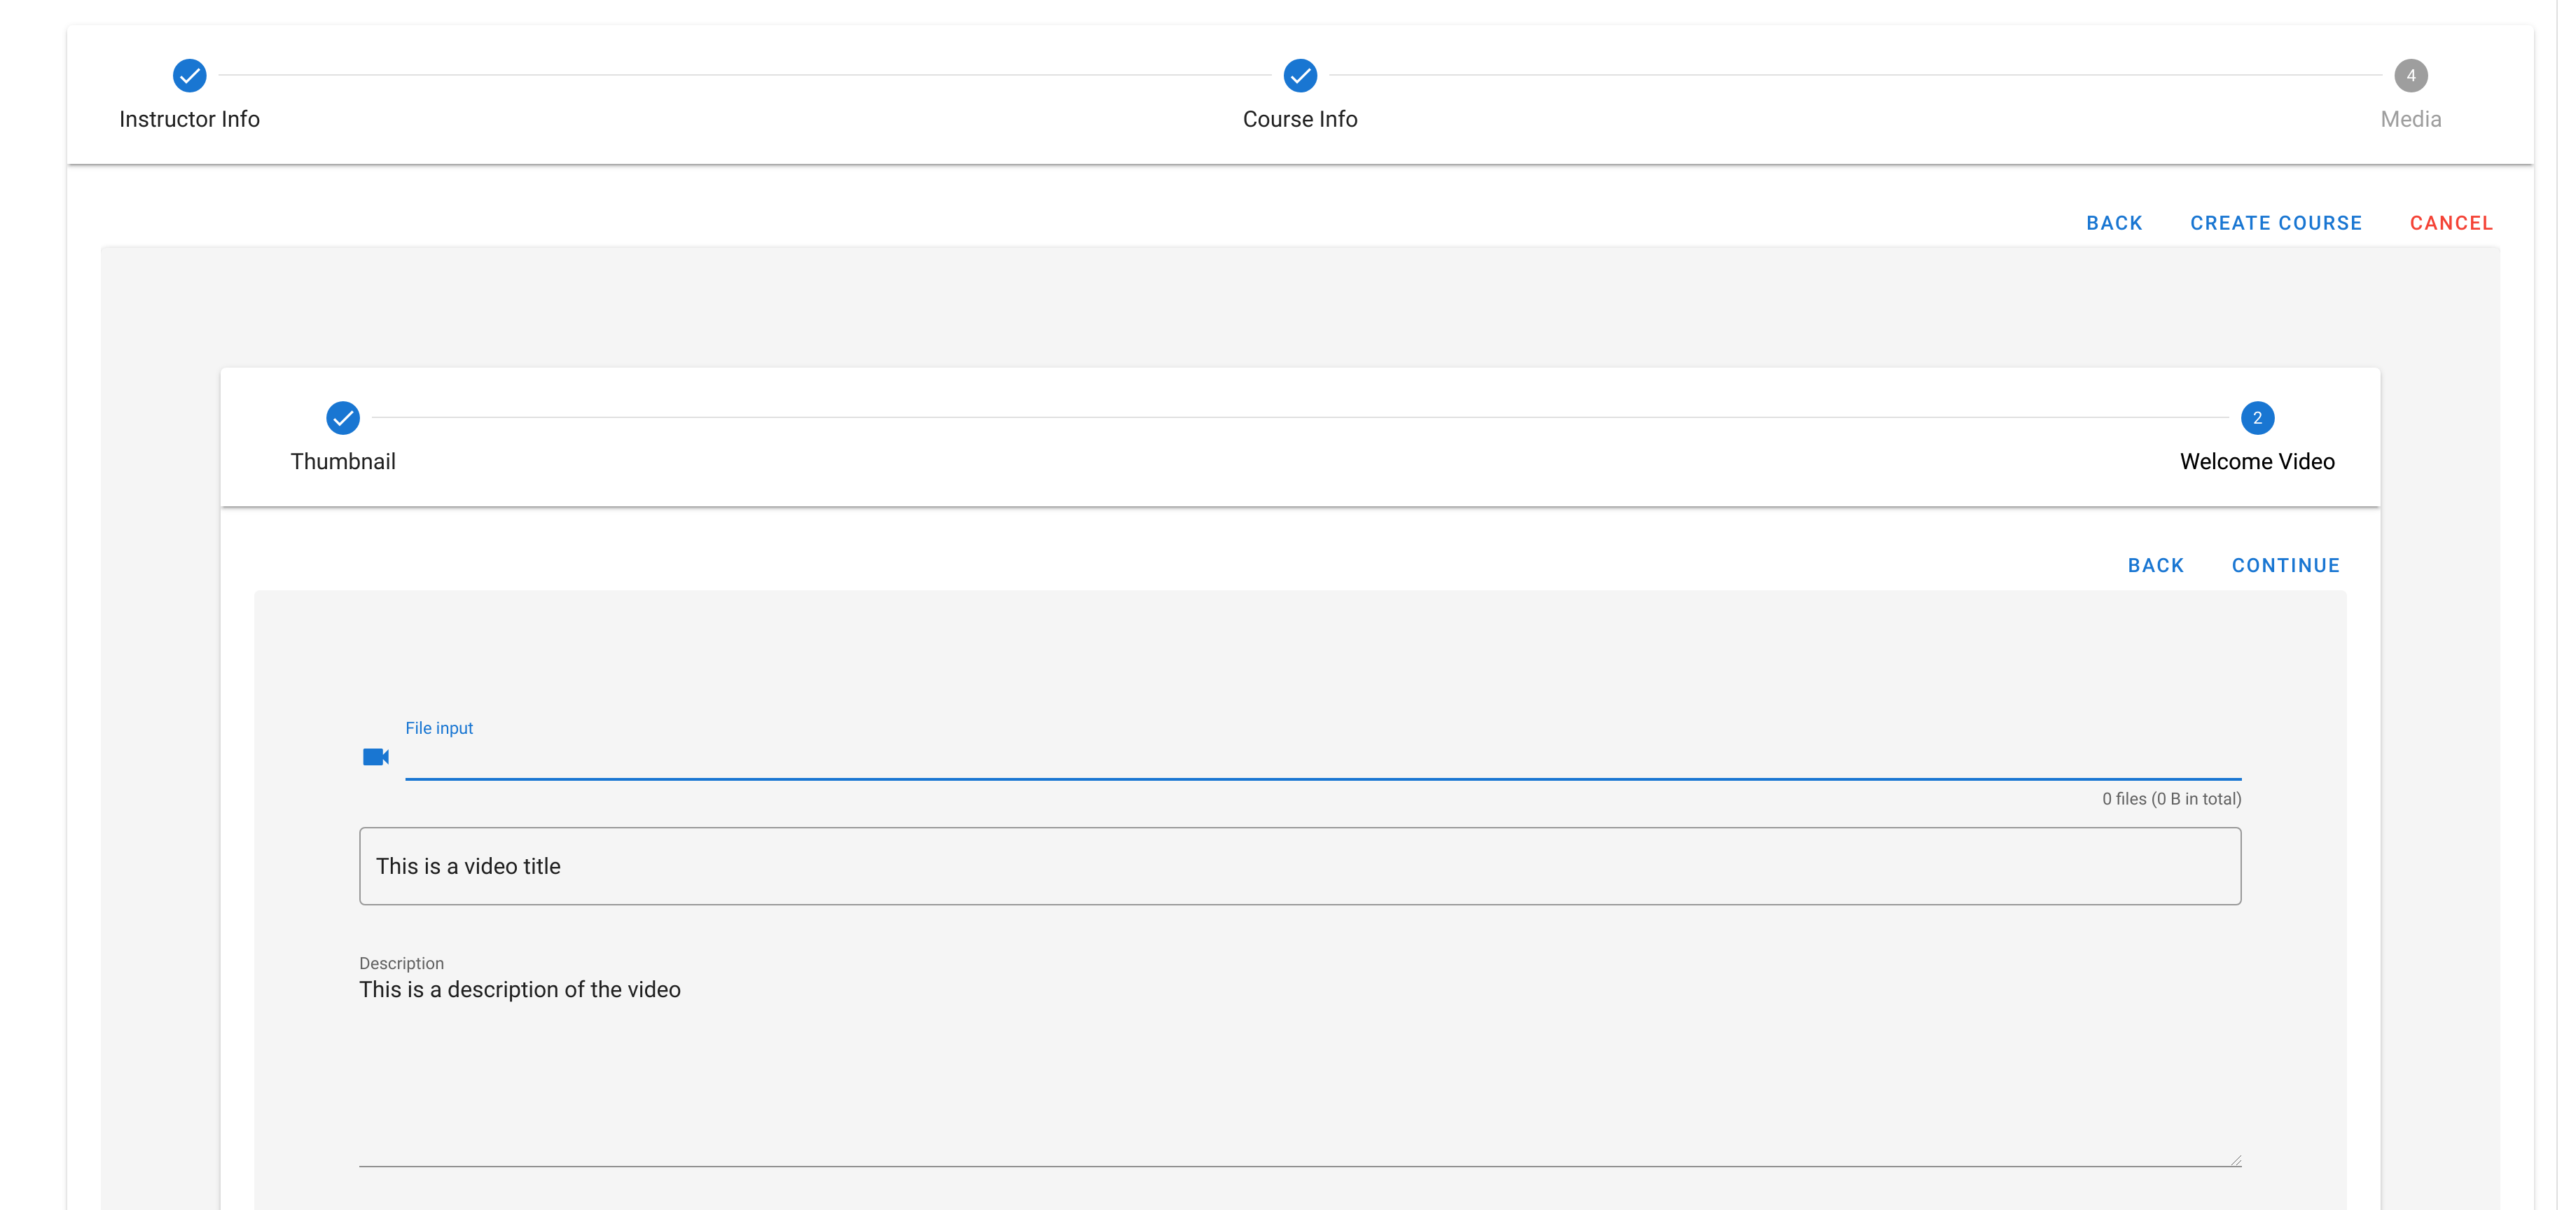 4
Instructor Info Course Info Media
BACK CREATE COURSE CANCEL
2
Thumbnail Welcome Video
BACK CONTINUE
File input
0 files (0 B in total)
This is a video title
Description
This is a description of the video